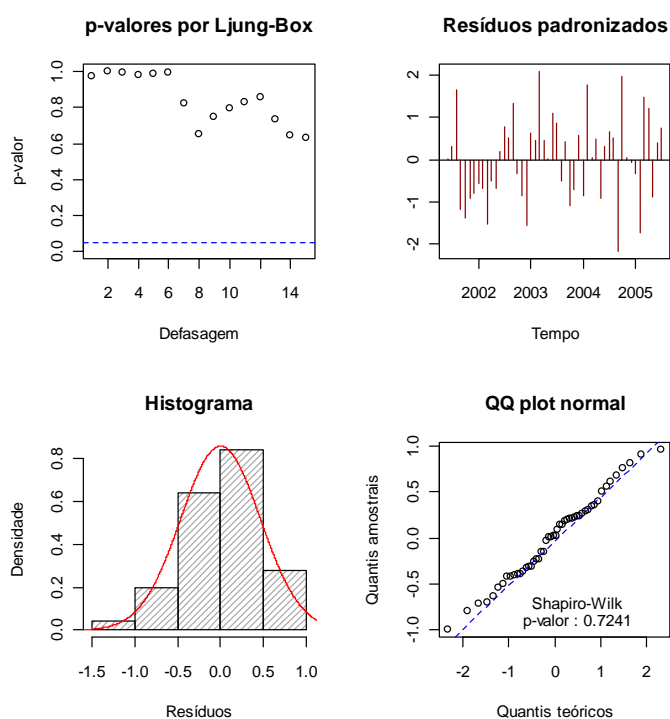 p-valores por Ljung-Box
p-valor
0.0 0.2 0.4 0.6 0.8 1.0
2 4 6 8 10 14
Defasagem
Resíduos padronizados
-2 -1 0 1 2
2002 2003 2004 2005
Tempo
Histograma
Densidade
0.0 0.2 0.4 0.6 0.8
-1.5 -1.0 -0.5 0.0 0.5 1.0
Resíduos
QQ plot normal
Quantis amostrais
-1.0 -0.5 0.0 0.5 1.0
Shapiro-Wilk
p-valor : 0.7241
-2 -1 0 1 2
Quantis teóricos